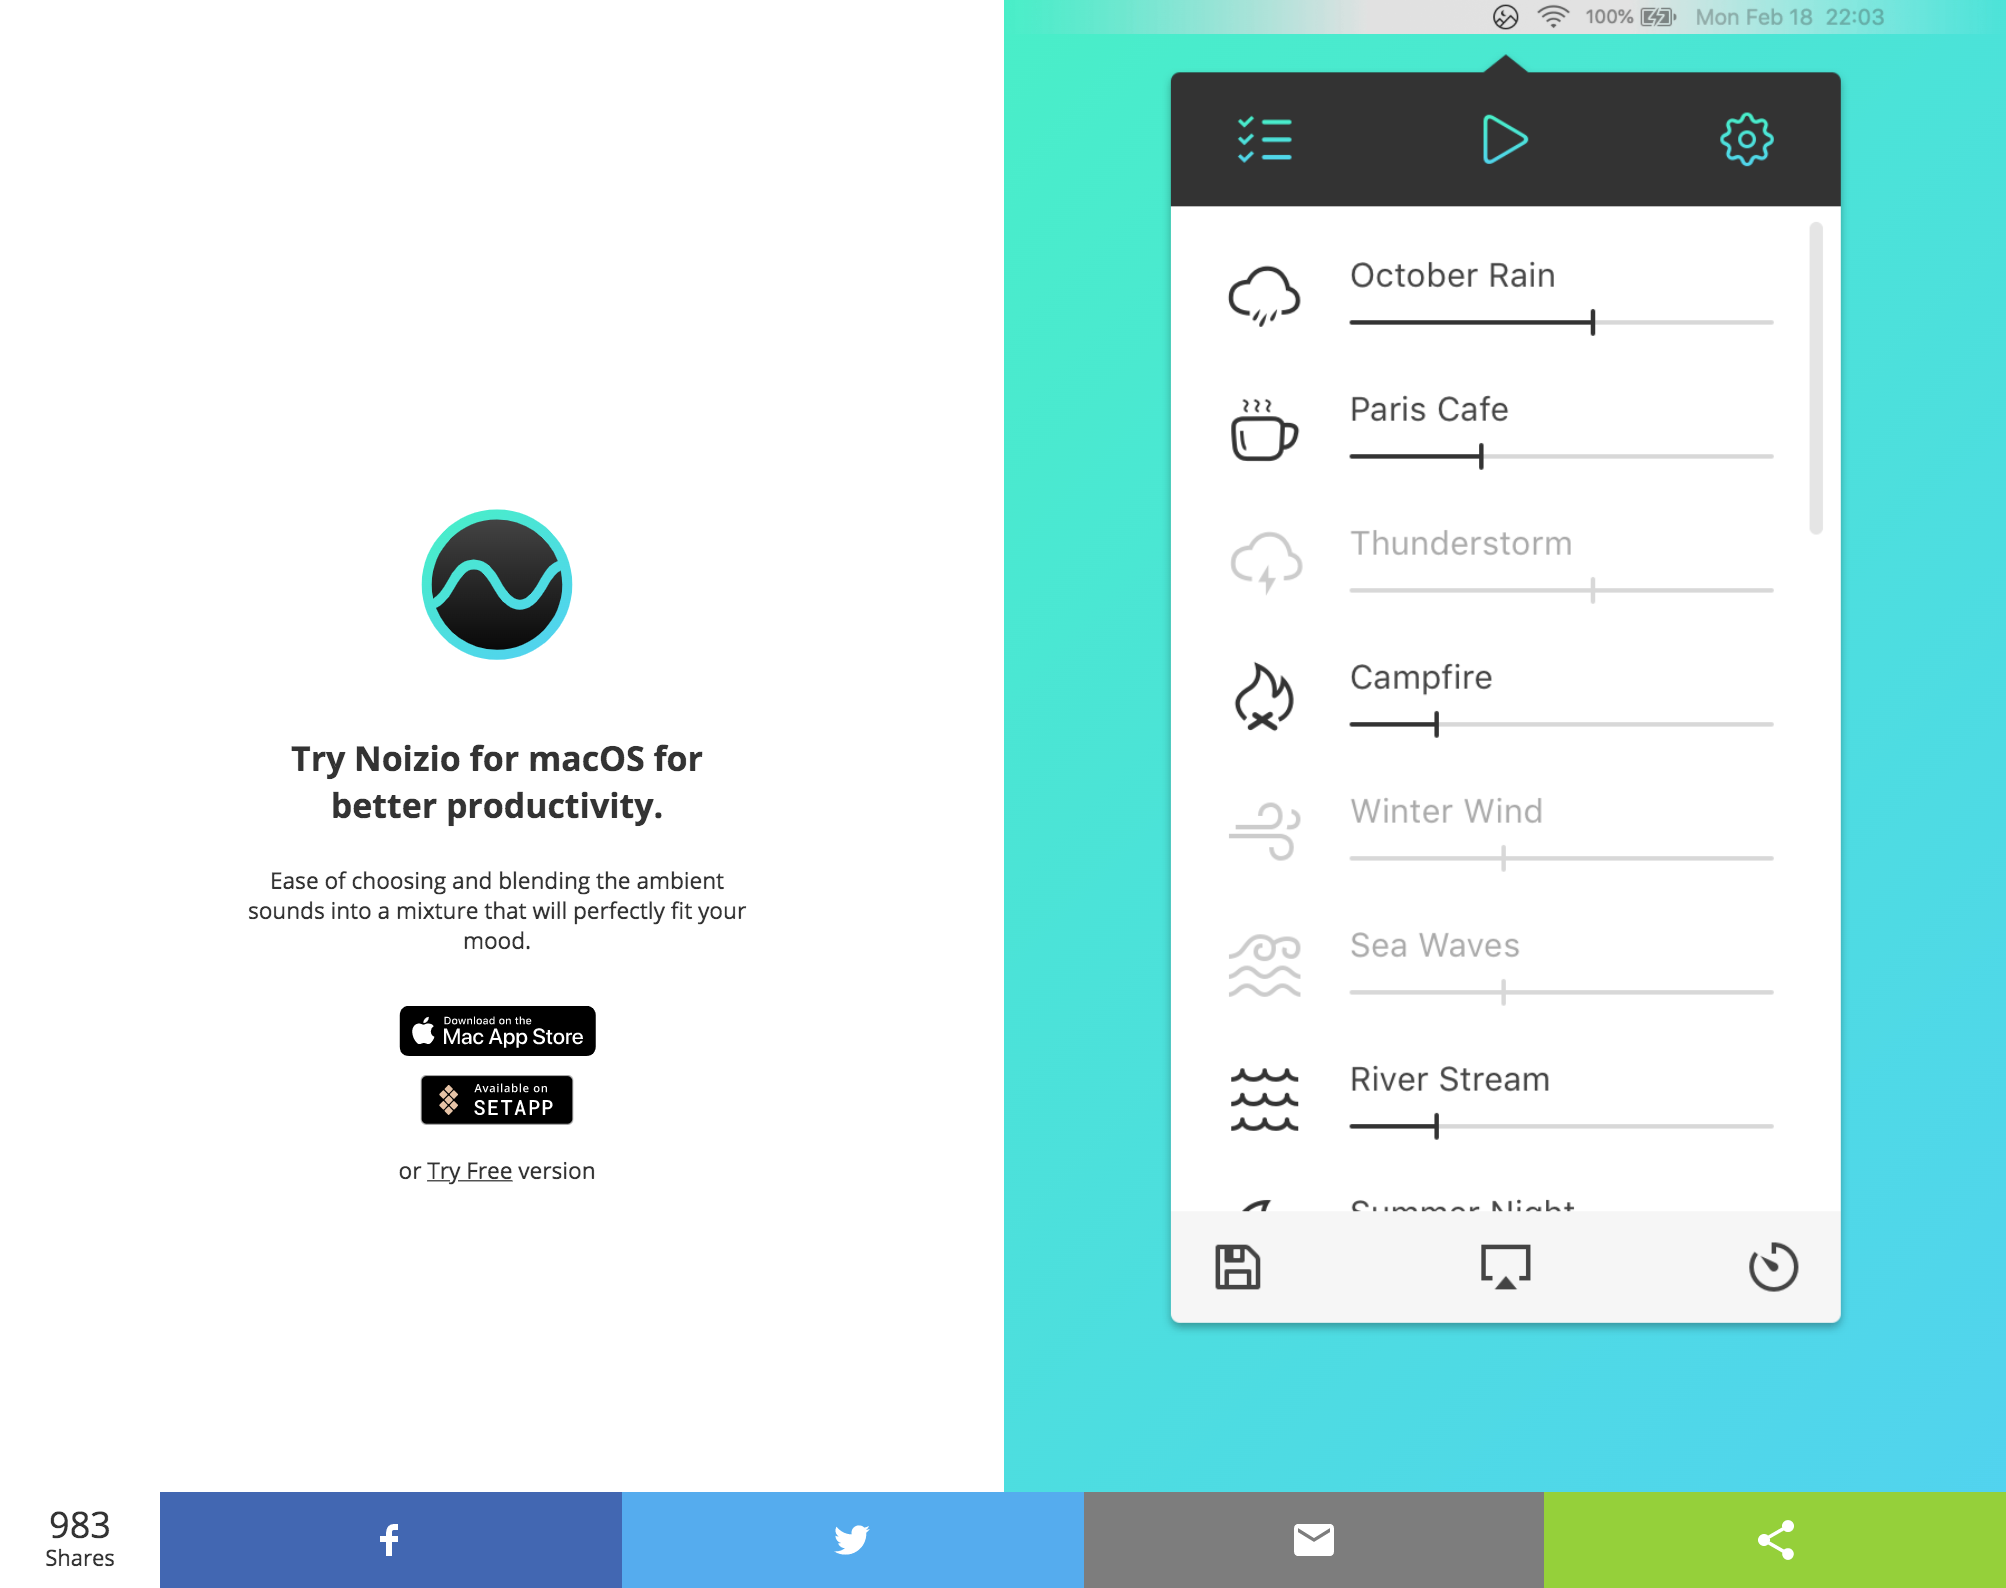 Try Noizio for macOS for
better productivity.
Ease of choosing and blending the ambient
sounds into a mixture that will perfectly fit your
mood.
Download on the
Mac App Store
Available on
SETAPP
or Try Free version
100% Mon Feb 18 22:03
October Rain
Paris Cafe
Thunderstorm
Campfire
Winter Wind
Sea Waves
River Stream
Summer Night
983
Shares